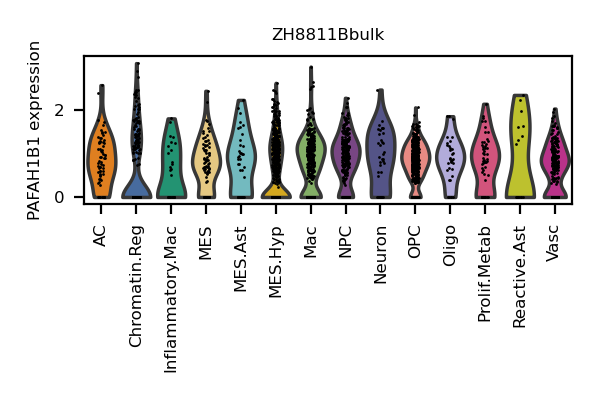 ZH8811Bbulk
PAFAH1B1 expression
2
0
AC
Chromatin.Reg
Inflammatory.Mac
MES
MES.Ast
MES.Hyp
Mac
NPC
Neuron
OPC
Oligo
Prolif.Metab
Reactive.Ast
Vasc